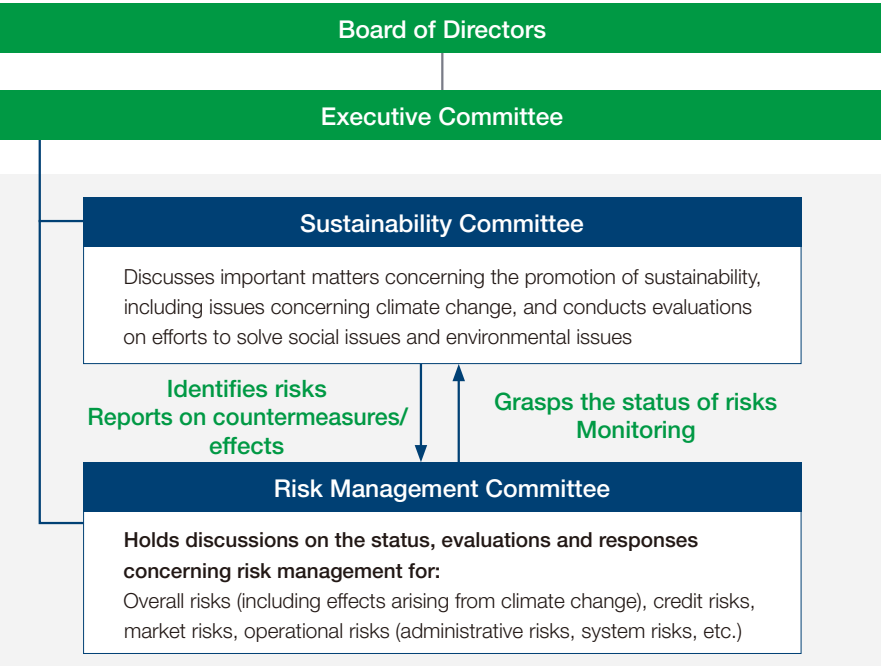 Board of Directors
Executive Committee
Sustainability Committee
Discusses important matters concerning the promotion of sustainability,
including issues concerning climate change, and conducts evaluations
on efforts to solve social issues and environmental issues
Identifies risks
Reports on countermeasures/
effects
Grasps the status of risks
Monitoring
Risk Management Committee
Holds discussions on the status, evaluations and responses
concerning risk management for:
Overall risks (including effects arising from climate change), credit risks,
market risks, operational risks (administrative risks, system risks, etc.)